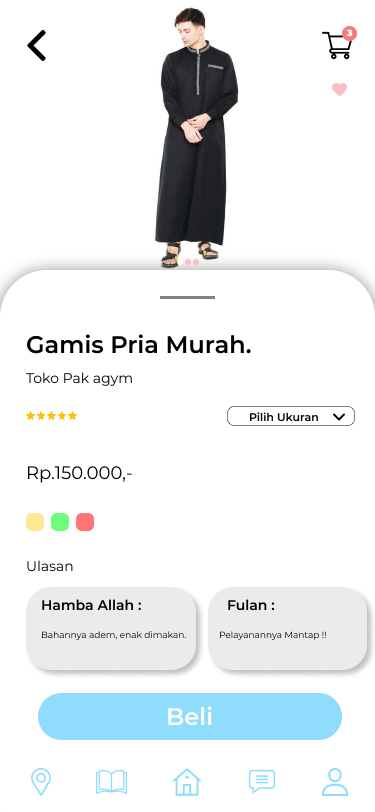 3
Gamis Pria Murah.
Toko Pak agym
Pilih Ukuran
Rp.150.000,-
Ulasan
Hamba Allah :
Bahannya adem, enak dimakan.
Fulan :
Pelayanannya Mantap !!
Beli